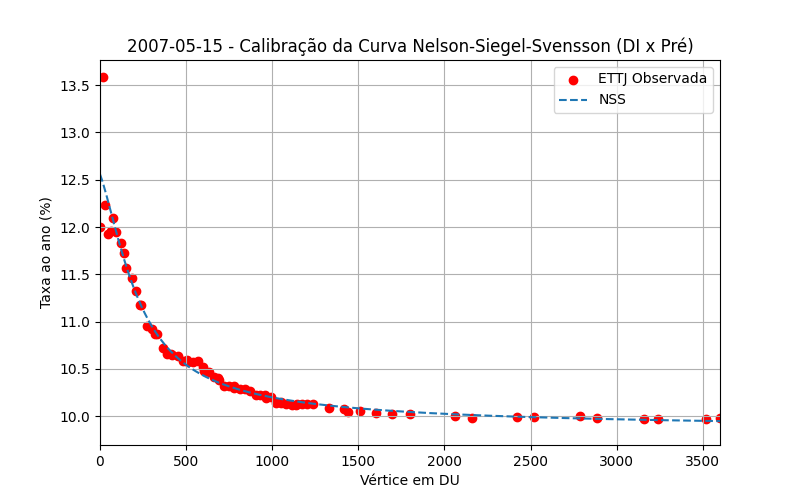 2007-05-15 - Calibração da Curva Nelson-Siegel-Svensson (DI x Pré)
ETTJ Observada
NSS
Taxa ao ano (%)
13.5
13.0
12.5
12.0
11.5
11.0
10.5
10.0
0 500 1000 1500 2000 2500 3000 3500
Vértice em DU